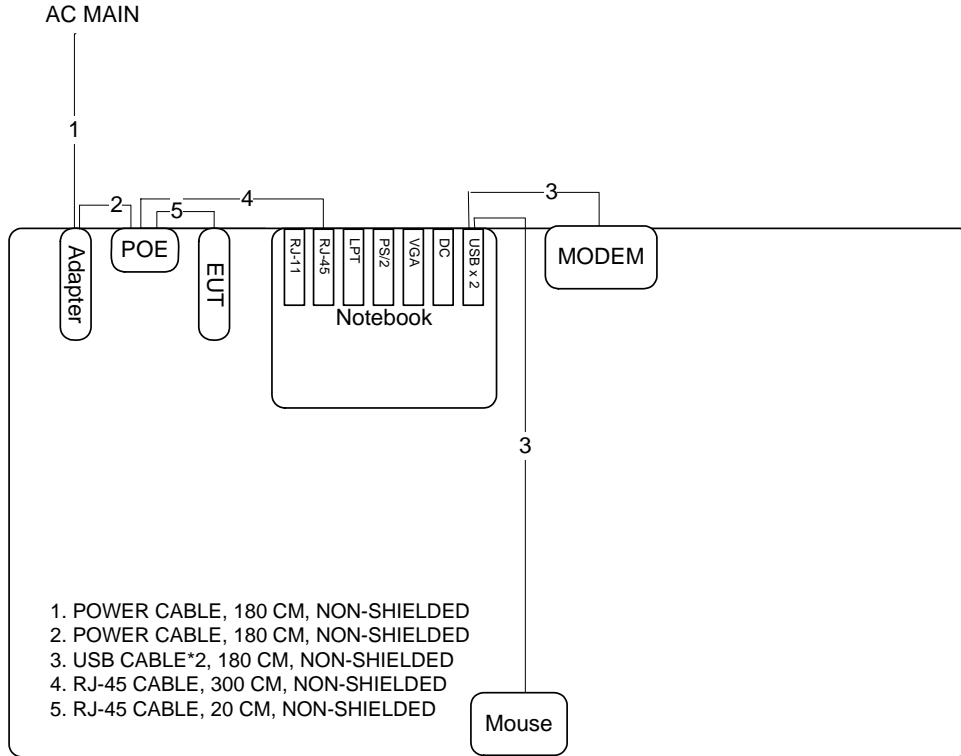 AC MAIN
1
2
4
5
3
Adapter
POE
EUT
RJ-11
RJ-45
LPT
PS/2
VGA
DC
USB x 2
MODEM
Notebook
3
1. POWER CABLE, 180 CM, NON-SHIELDED
2. POWER CABLE, 180 CM, NON-SHIELDED
3. USB CABLE*2, 180 CM, NON-SHIELDED
4. RJ-45 CABLE, 300 CM, NON-SHIELDED
5. RJ-45 CABLE, 20 CM, NON-SHIELDED
Mouse